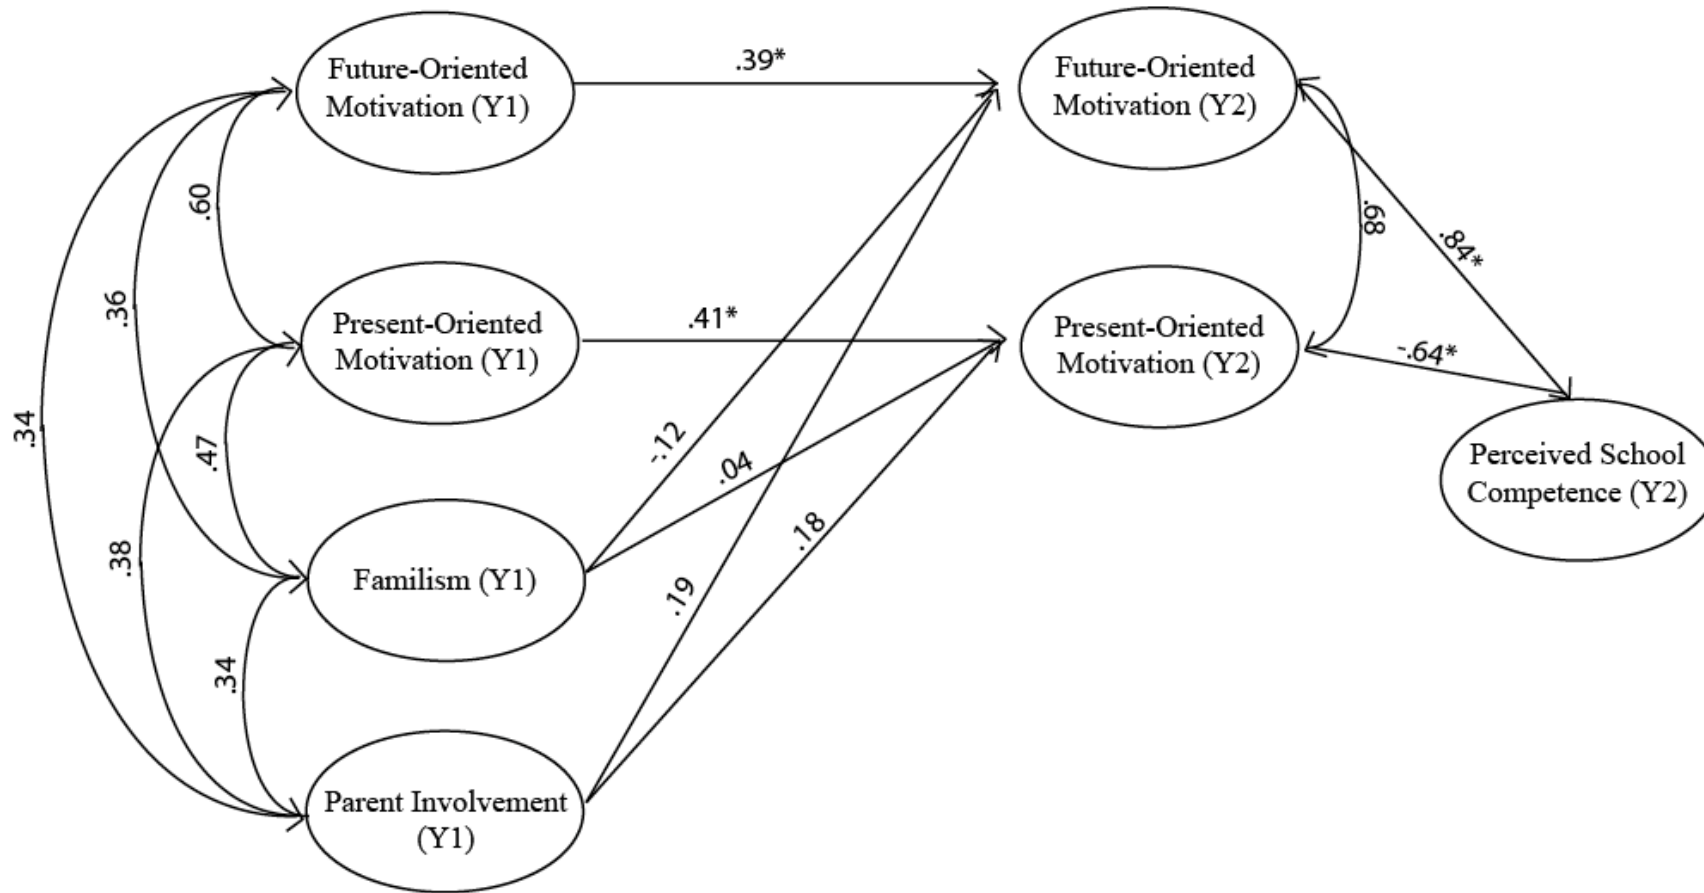 Future-Oriented
Motivation (Y1)
.39*
Future-Oriented
Motivation (Y2)
.60
.68
.84*
.36
Present-Oriented
Motivation (Y1)
.41*
Present-Oriented
Motivation (Y2)
-.64*
.34
.47
-.12
.04
Perceived School
Competence (Y2)
.38
Familism (Y1)
.18
.19
.34
Parent Involvement
(Y1)